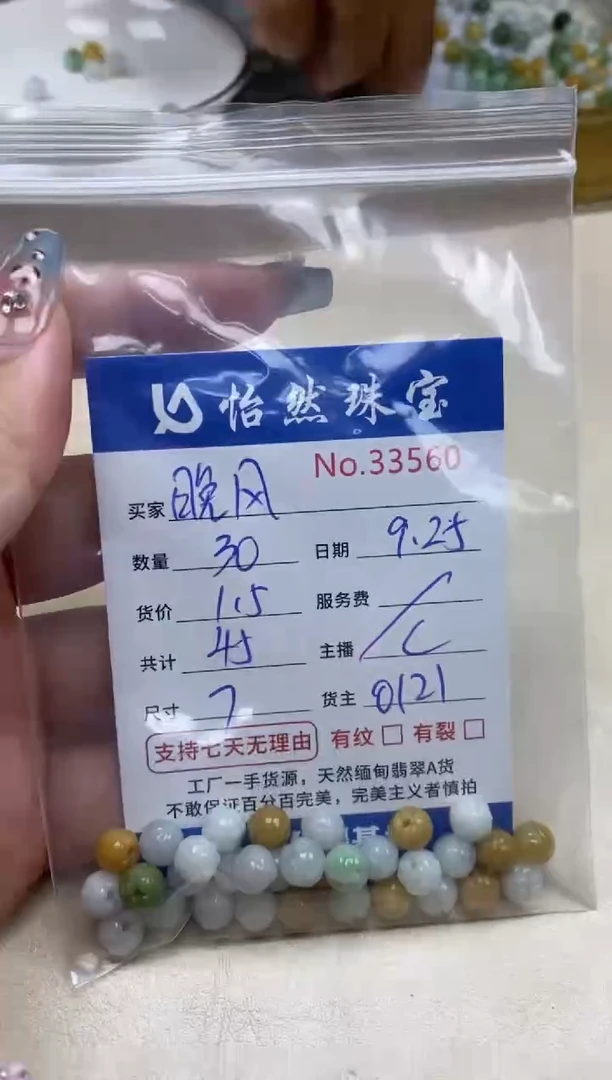 怡然珠宝
No.33560
买家 晚风
数量 30 日期 9.25
货价 1.5 服务费 /
共计 45 主播 C
尺寸 7 货主 0121
支持七天无理由 有纹 有裂
工厂一手货源，天然缅甸翡翠A货
不敢保证百分百完美，完美主义者慎拍